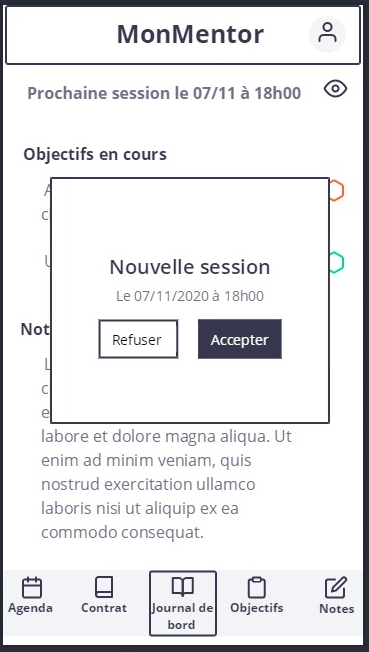 MonMentor
Prochaine session le 07/11 à 18h00
Objectifs en cours
Nouvelle session
Le 07/11/2020 à 18h00
Refuser
Accepter
labore et dolore magna aliqua. Ut
enim ad minim veniam, quis
nostrud exercitation ullamco
laboris nisi ut aliquip ex ea
commodo consequat.
Agenda
Contrat
Journal de
bord
Objectifs
Notes